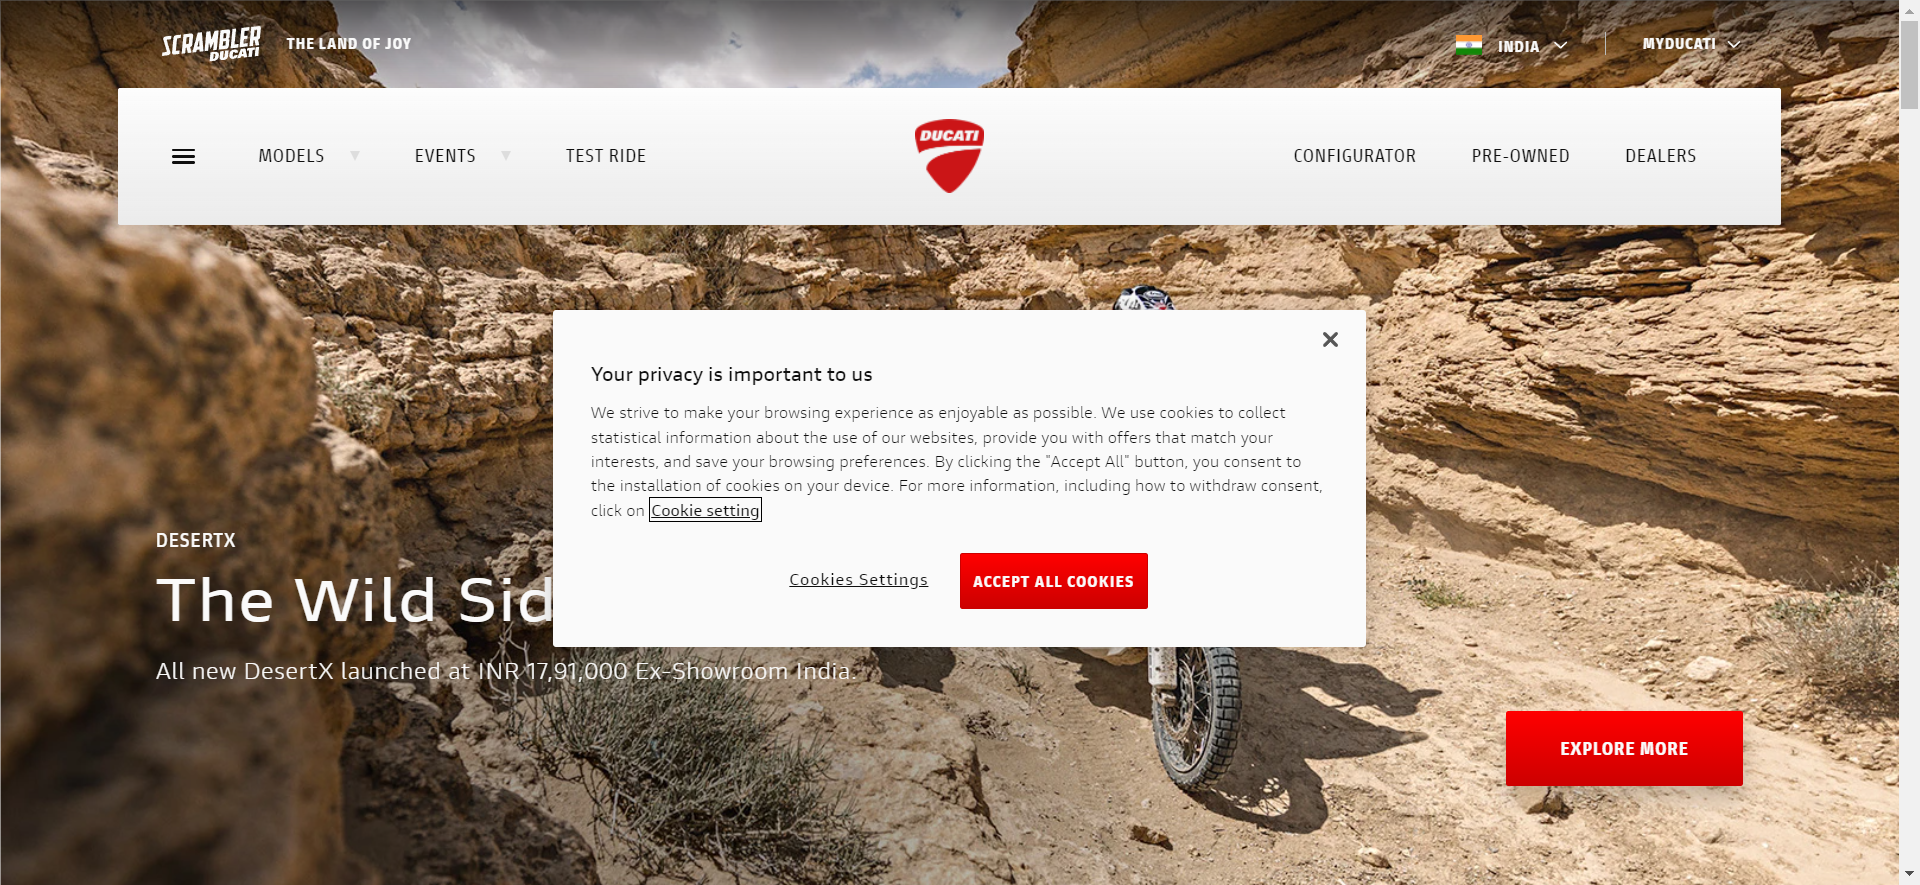 SCRAMBLER
DUCATI
THE LAND OF JOY
INDIA
MYDUCATI
MODELS
EVENTS
TEST RIDE
DUCATI
CONFIGURATOR
PRE-OWNED
DEALERS
Your privacy is important to us
We strive to make your browsing experience as enjoyable as possible. We use cookies to collect
statistical information about the use of our websites, provide you with offers that match your
interests, and save your browsing preferences. By clicking the "Accept All" button, you consent to
the installation of cookies on your device. For more information, including how to withdraw consent,
click on Cookie setting
Cookies Settings
ACCEPT ALL COOKIES
DESERTX
The Wild Sid
All new DesertX launched at INR 17,91,000 Ex-Showroom India.
EXPLORE MORE